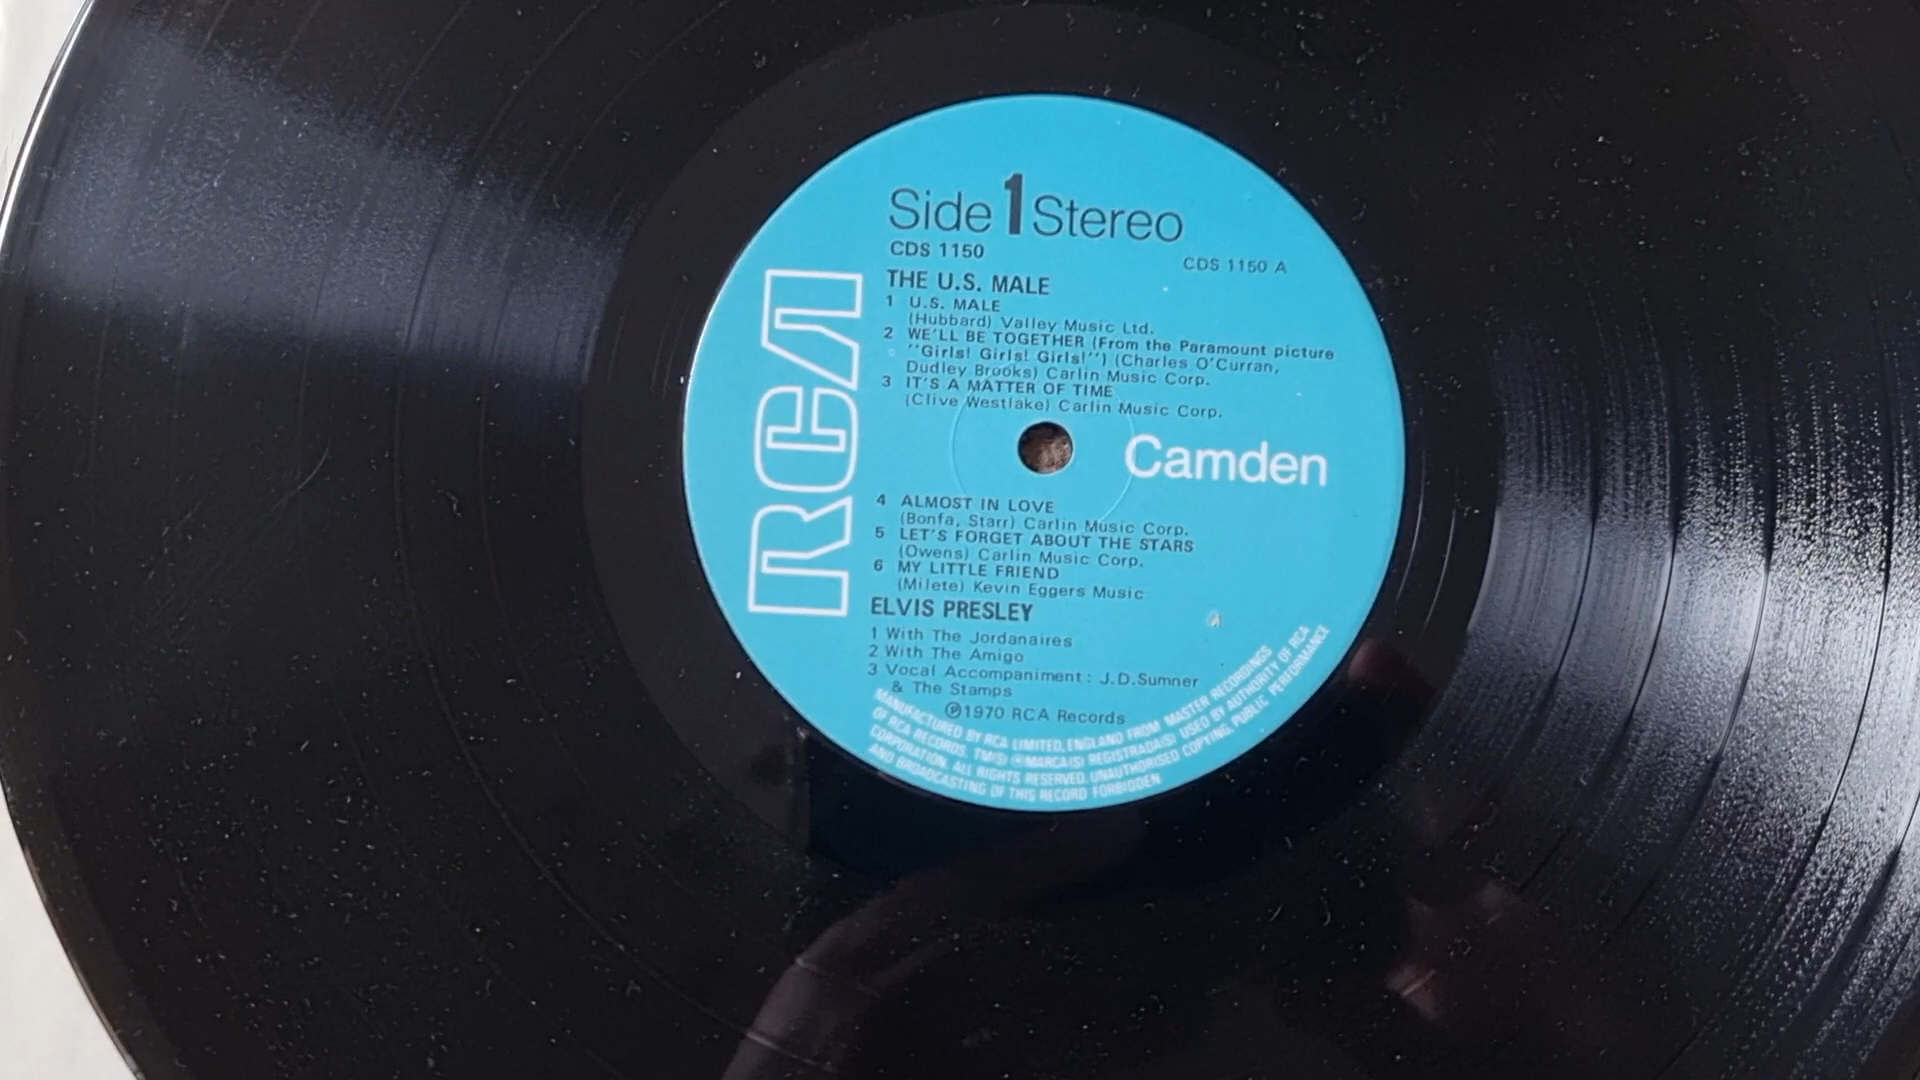 Side 1 Stereo
CDS 1150
CDS 1150 A
THE U.S. MALE
1 U.S. MALE
(Hubbard) Valley Music Ltd.
2 WE'LL BE TOGETHER (From the Paramount picture
"Girls! Girls! Girls!") (Charles O'Curran,
Dudley Brooks) Carlin Music Corp.
3 IT'S A MATTER OF TIME
(Clive Westlake) Carlin Music Corp.
RCA
Camden
4 ALMOST IN LOVE
(Bonfa, Starr) Carlin Music Corp.
5 LET'S FORGET ABOUT THE STARS
(Owens) Carlin Music Corp.
6 MY LITTLE FRIEND
(Milete) Kevin Eggers Music
ELVIS PRESLEY
1 With The Jordanaires
2 With The Amigo
3 Vocal Accompaniment: J.D.Sumner
& The Stamps
℗1970 RCA Records
MANUFACTURED BY RCA LIMITED, ENGLAND FROM MASTER RECORDINGS
OF RCA RECORDS. TM(S) ® MARCA(S) REGISTRADA(S) USED BY AUTHORITY OF RCA
CORPORATION. ALL RIGHTS RESERVED. UNAUTHORISED COPYING, PUBLIC PERFORMANCE
AND BROADCASTING OF THIS RECORD FORBIDDEN